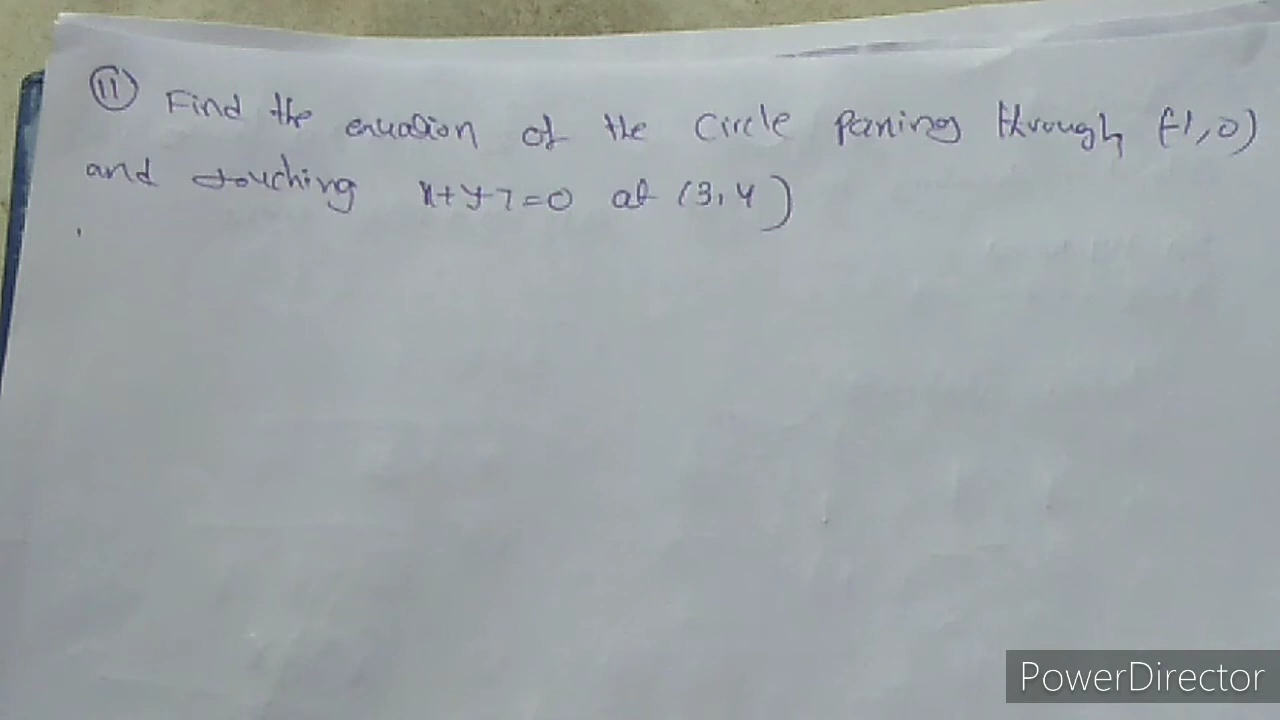 11 Find the equation of the circle passing through (-1,0)
and touching x+y-7=0 at (3,4)
PowerDirector